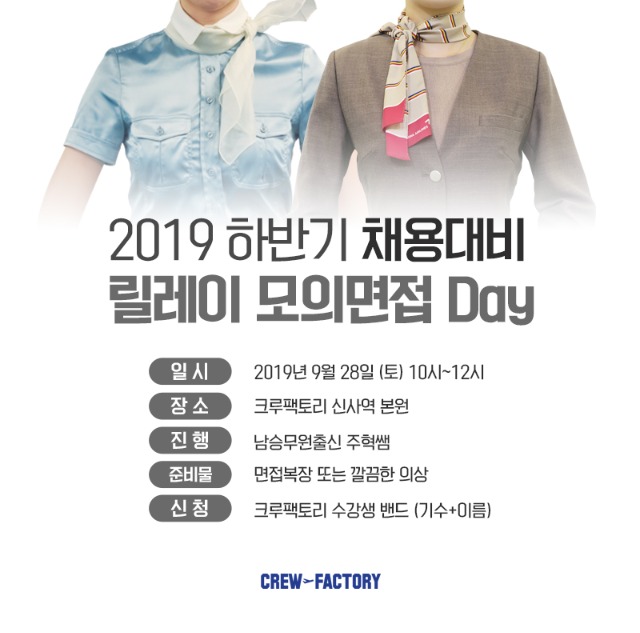 2019 하반기 채용대비
릴레이 모의면접 Day
일 시 2019년 9월 28일 (토) 10시~12시
장 소 크루팩토리 신사역 본원
진 행 남승무원출신 주혁쌤
준비물 면접복장 또는 깔끔한 의상
신 청 크루팩토리 수강생 밴드 (기수+이름)
CREW FACTORY